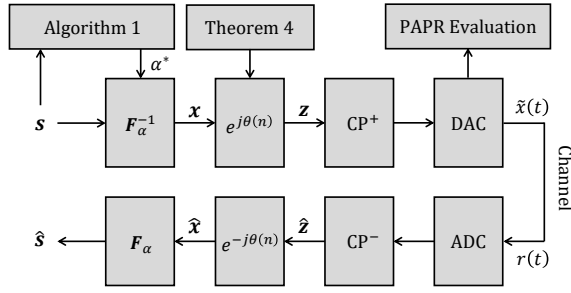 Algorithm 1
Theorem 4
PAPR Evaluation
α*
s
F_α^{-1}
x
e^{jθ(n)}
z
CP⁺
DAC
x̃(t)
Channel
ŝ
F_α
x̂
e^{-jθ(n)}
ẑ
CP⁻
ADC
r(t)